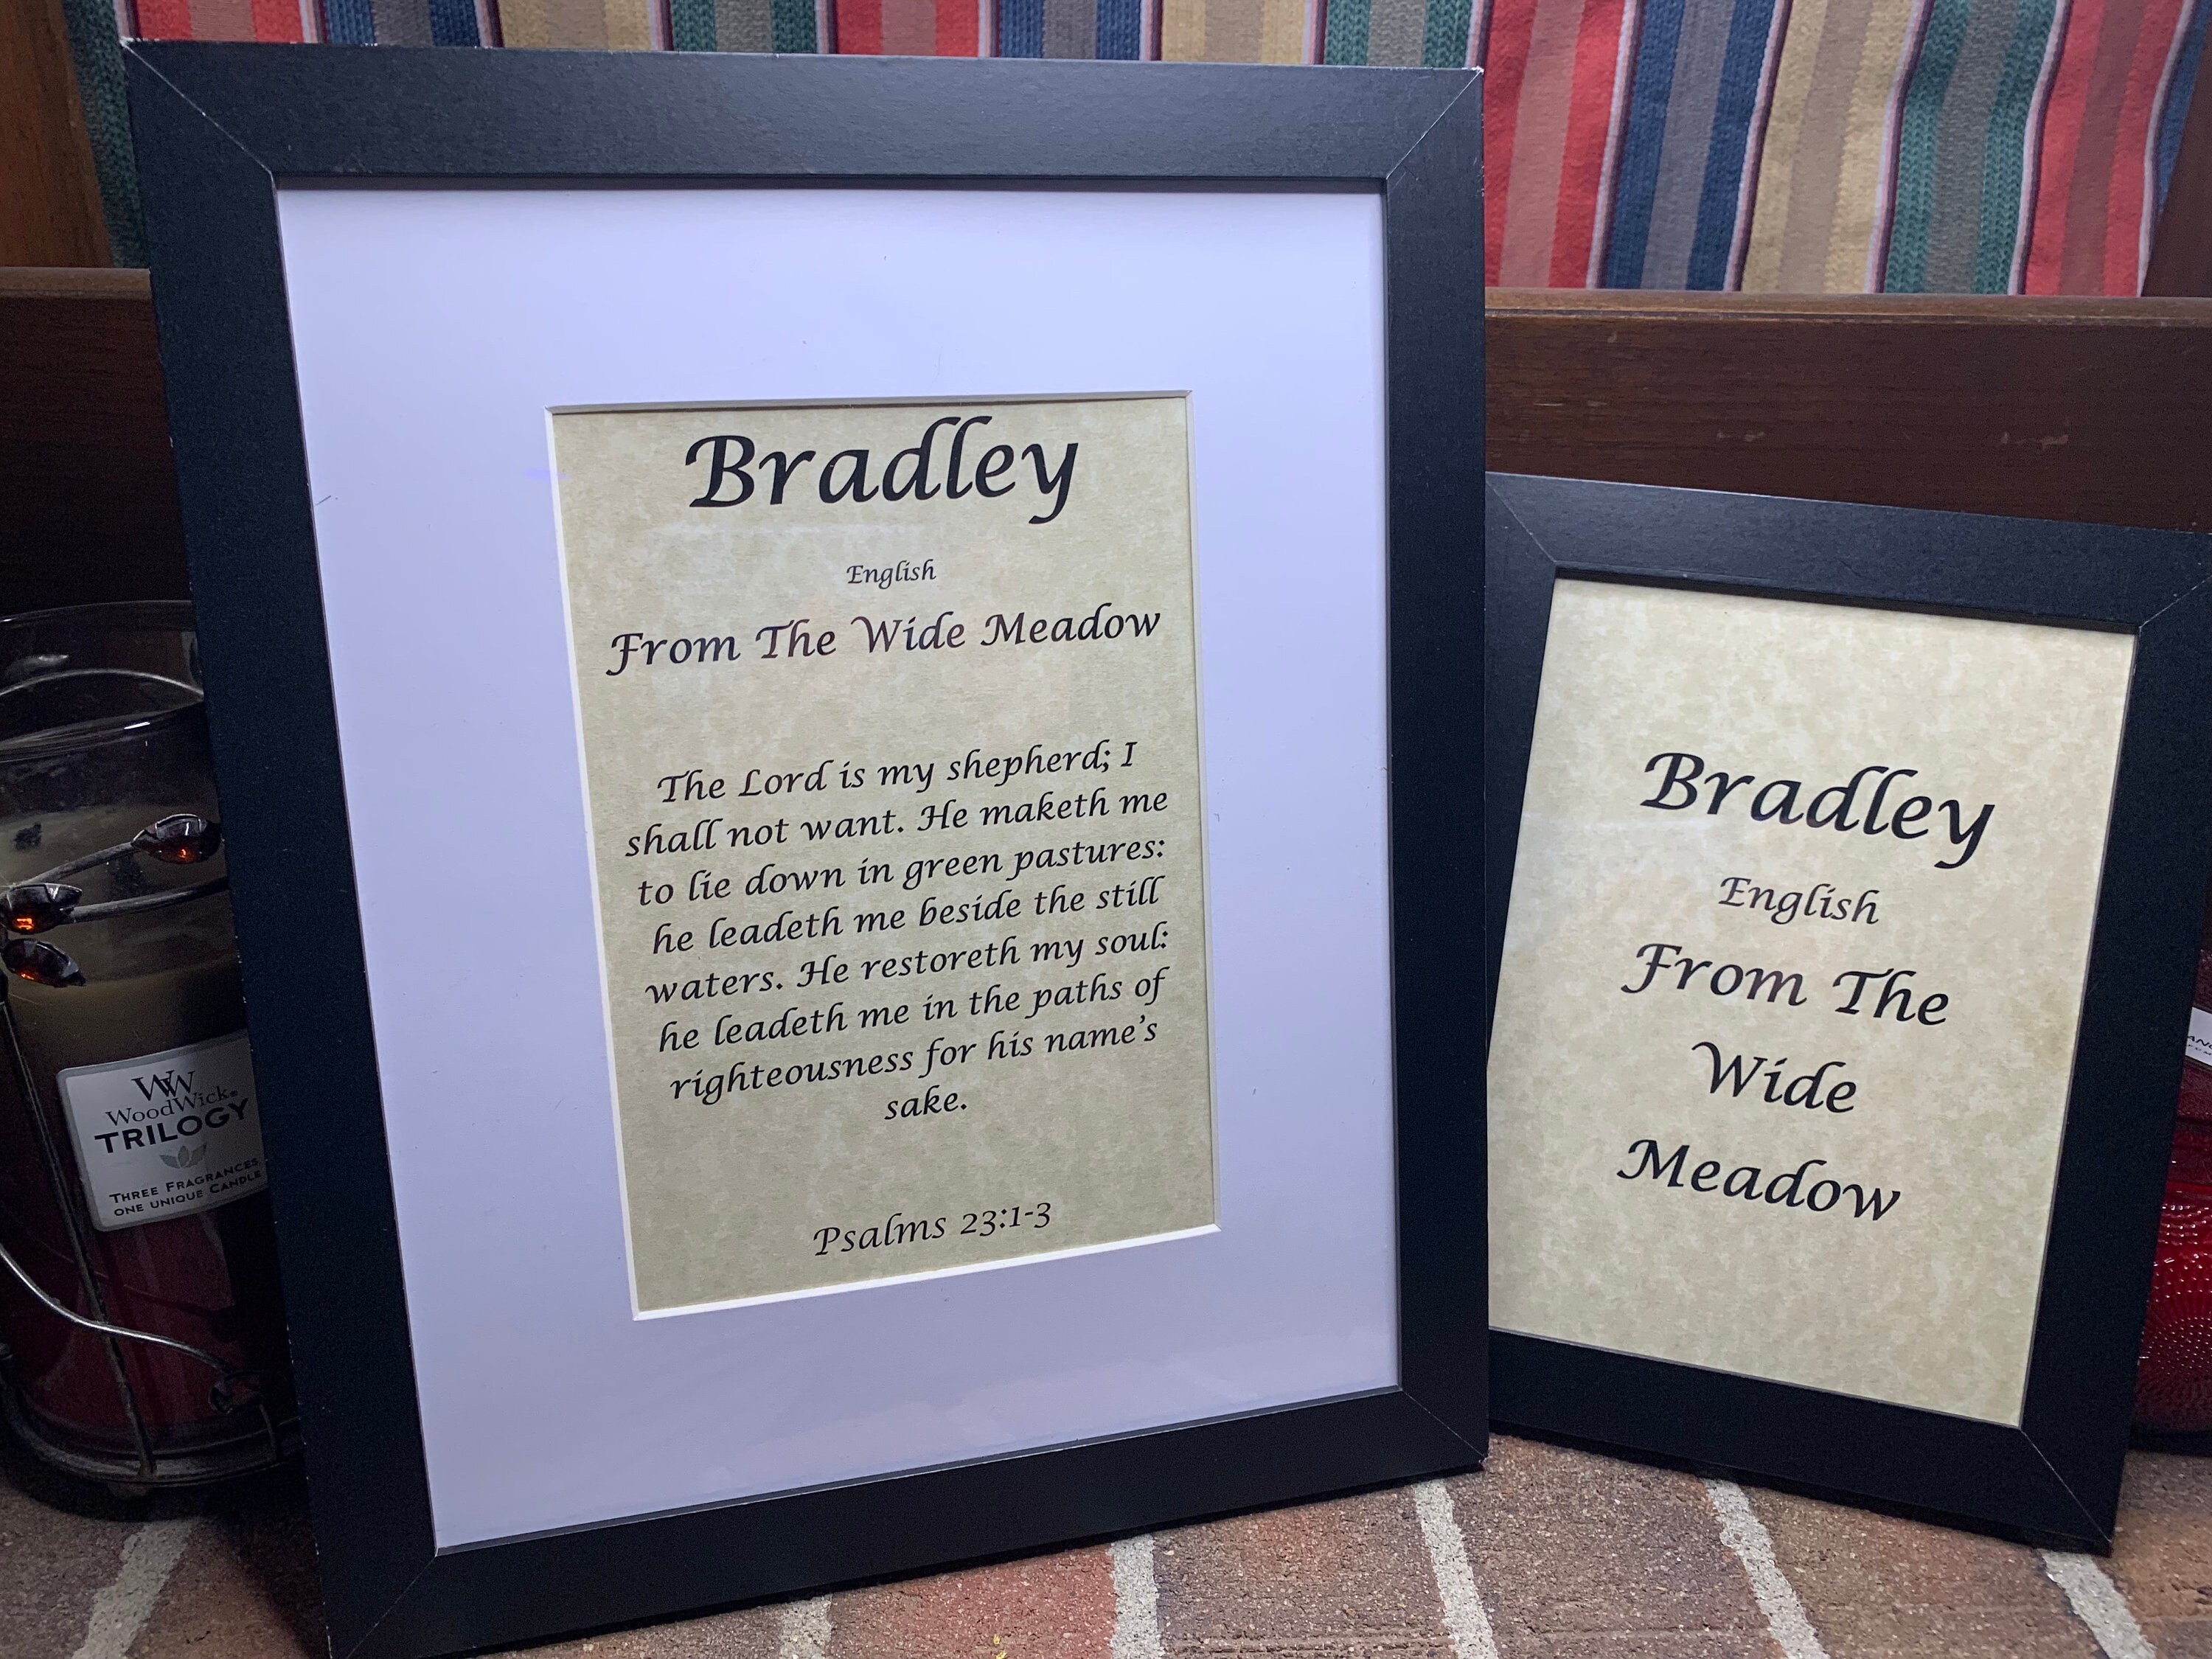 Bradley
English
From The Wide Meadow
The Lord is my shepherd; I
shall not want. He maketh me
to lie down in green pastures:
he leadeth me beside the still
waters. He restoreth my soul:
he leadeth me in the paths of
righteousness for his name's
sake.
Psalms 23:1-3
Bradley
English
From The
Wide
Meadow
WW
WoodWick®
TRILOGY
THREE FRAGRANCES
ONE UNIQUE CANDLE